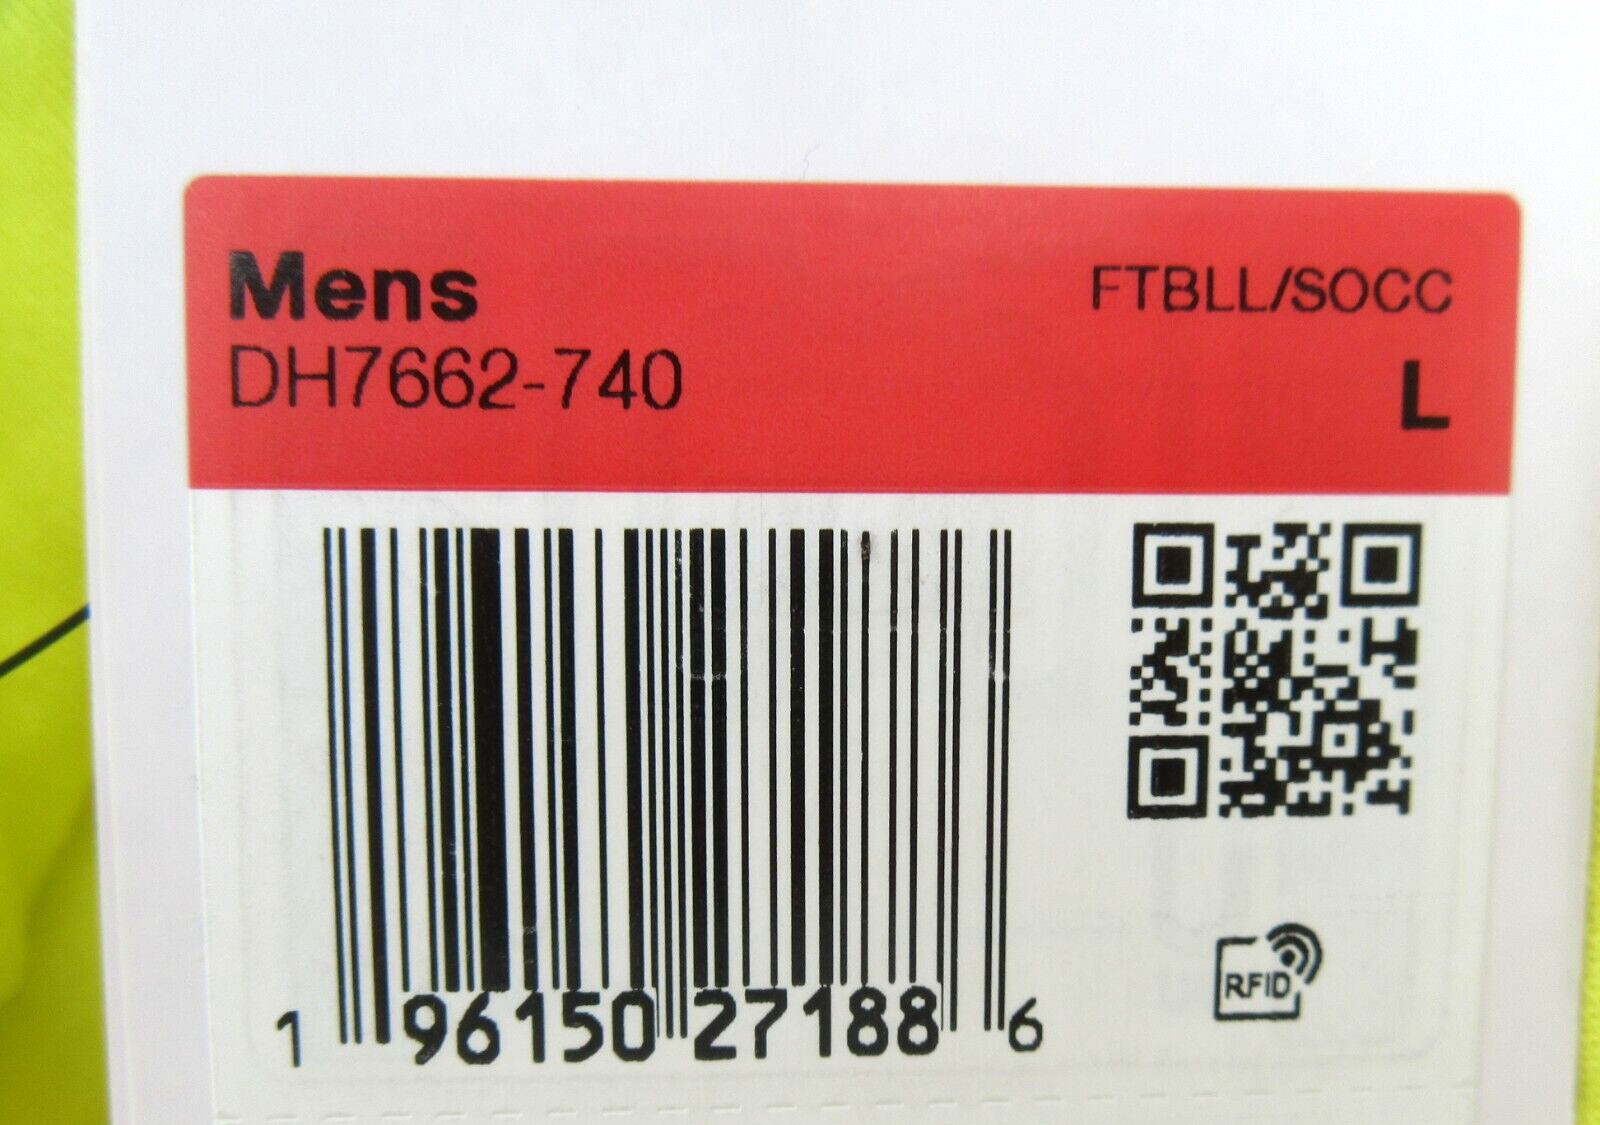 Mens
FTBLL/SOCC
DH7662-740
L
1 96150 27188 6
RFID